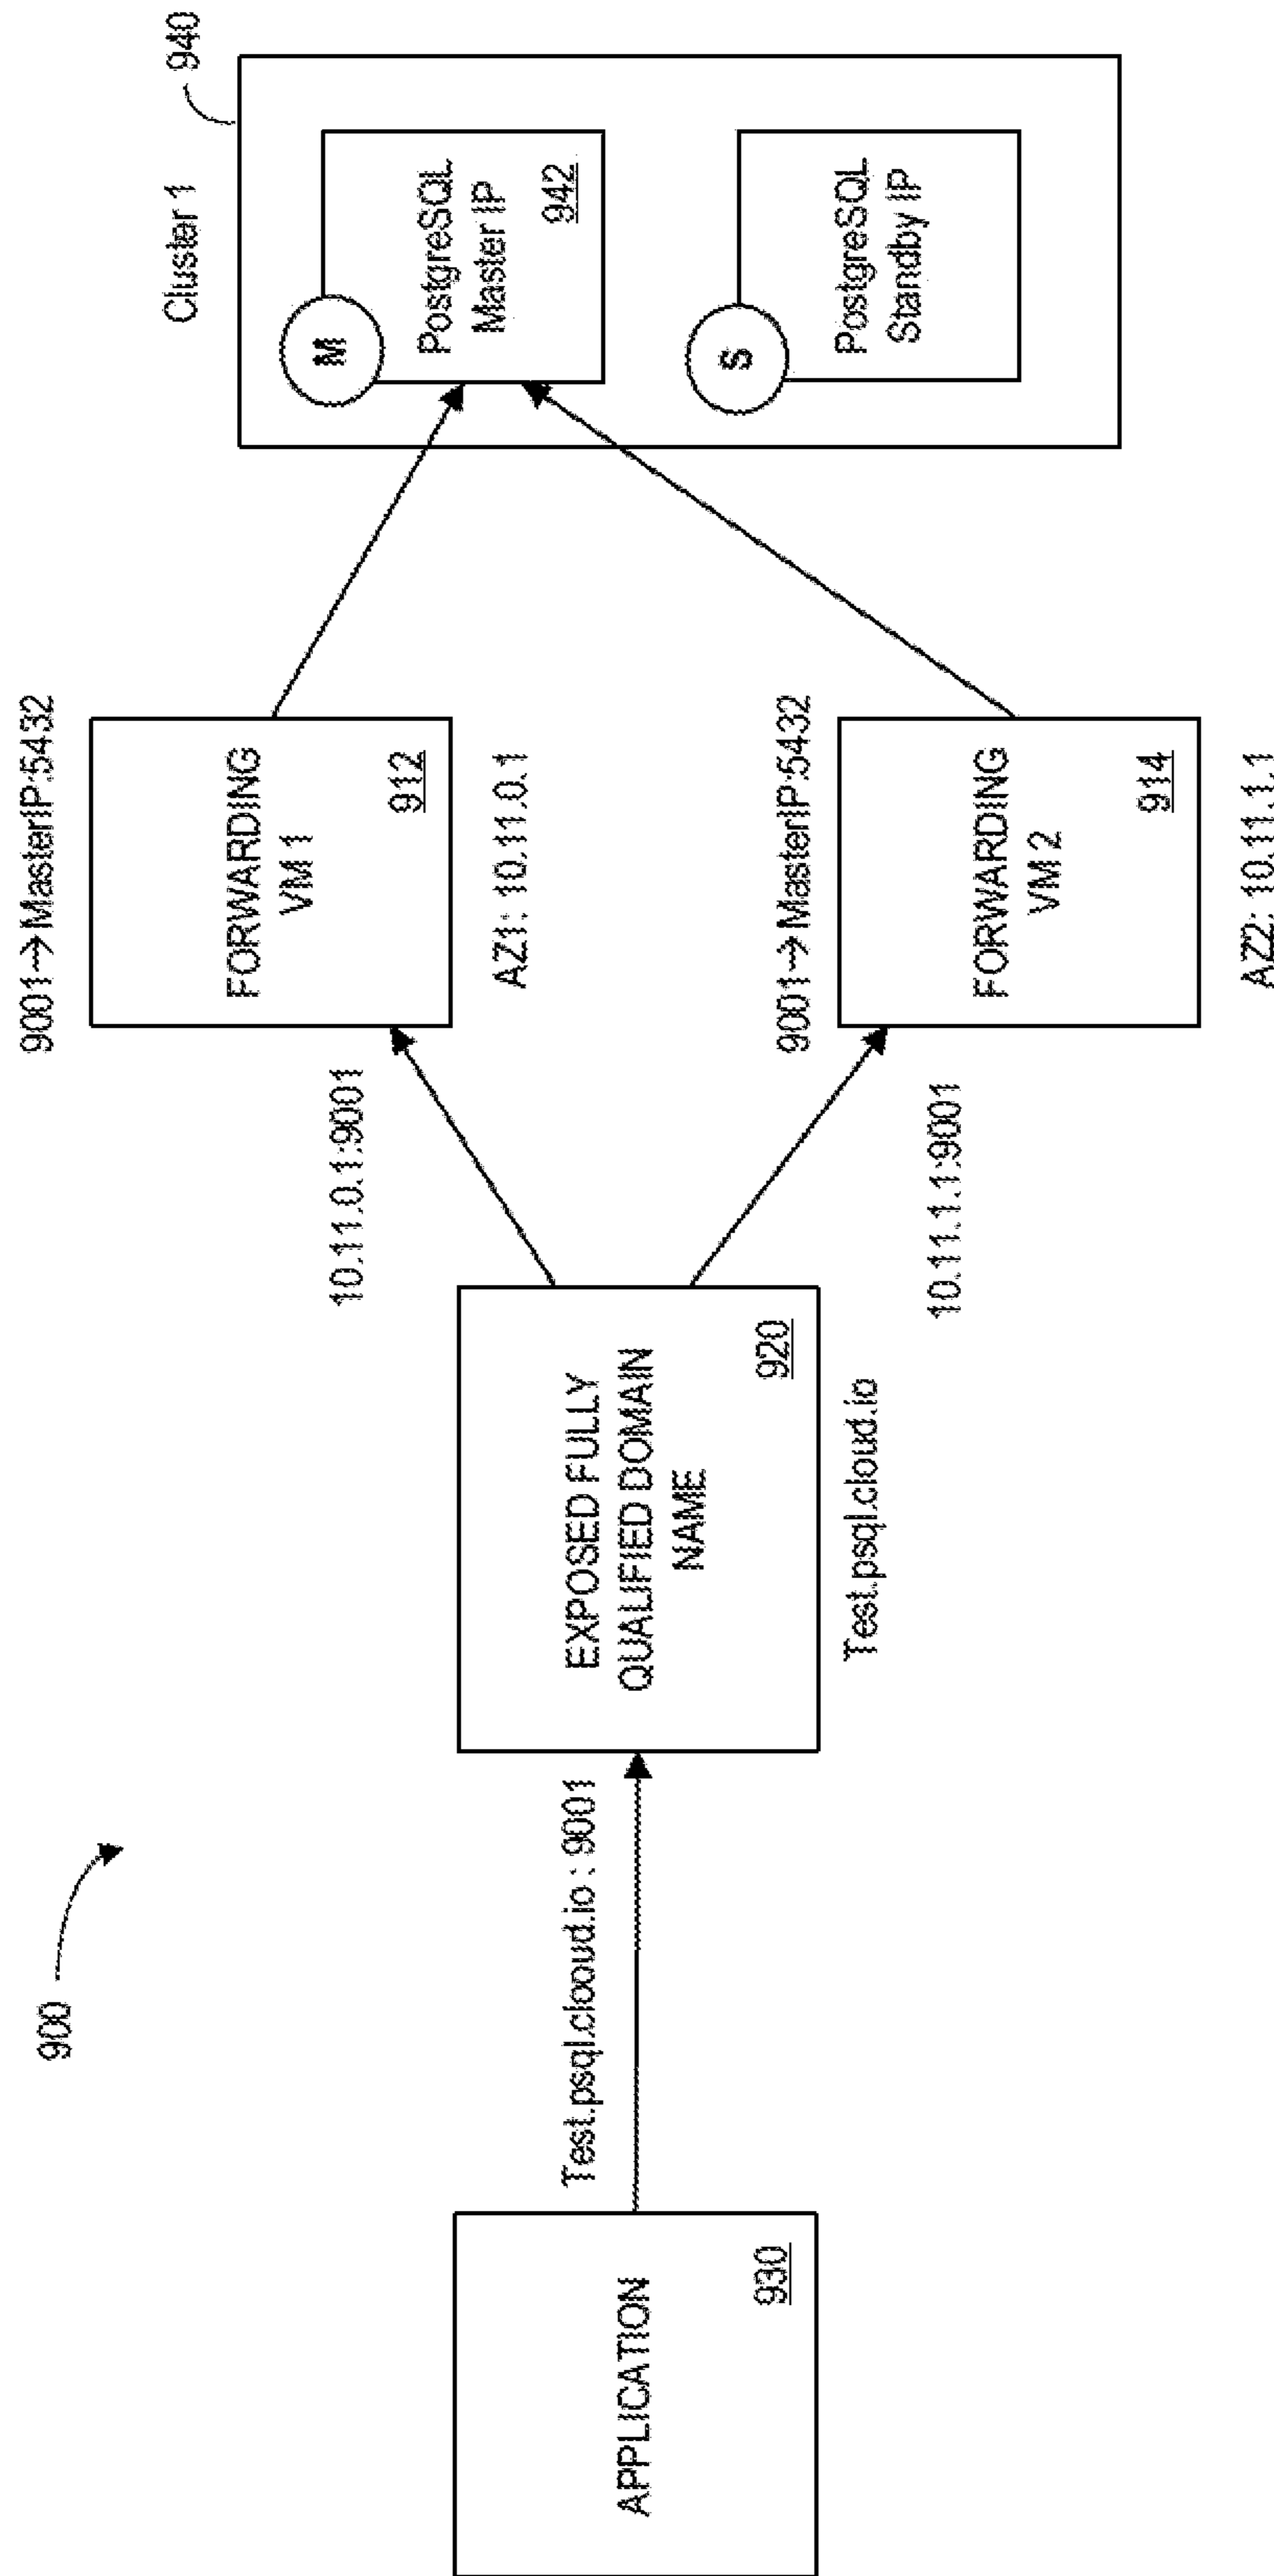 900
APPLICATION
930
Test.psql.clooud.io : 9001
EXPOSED FULLY
QUALIFIED DOMAIN
NAME
920
Test.psql.cloud.io
10.11.0.1:9001
10.11.1.1:9001
9001→MasterIP:5432
FORWARDING
VM 1
912
AZ1: 10.11.0.1
9001→MasterIP:5432
FORWARDING
VM 2
914
AZ2: 10.11.1.1
Cluster 1
940
M
PostgreSQL
Master IP
942
S
PostgreSQL
Standby IP